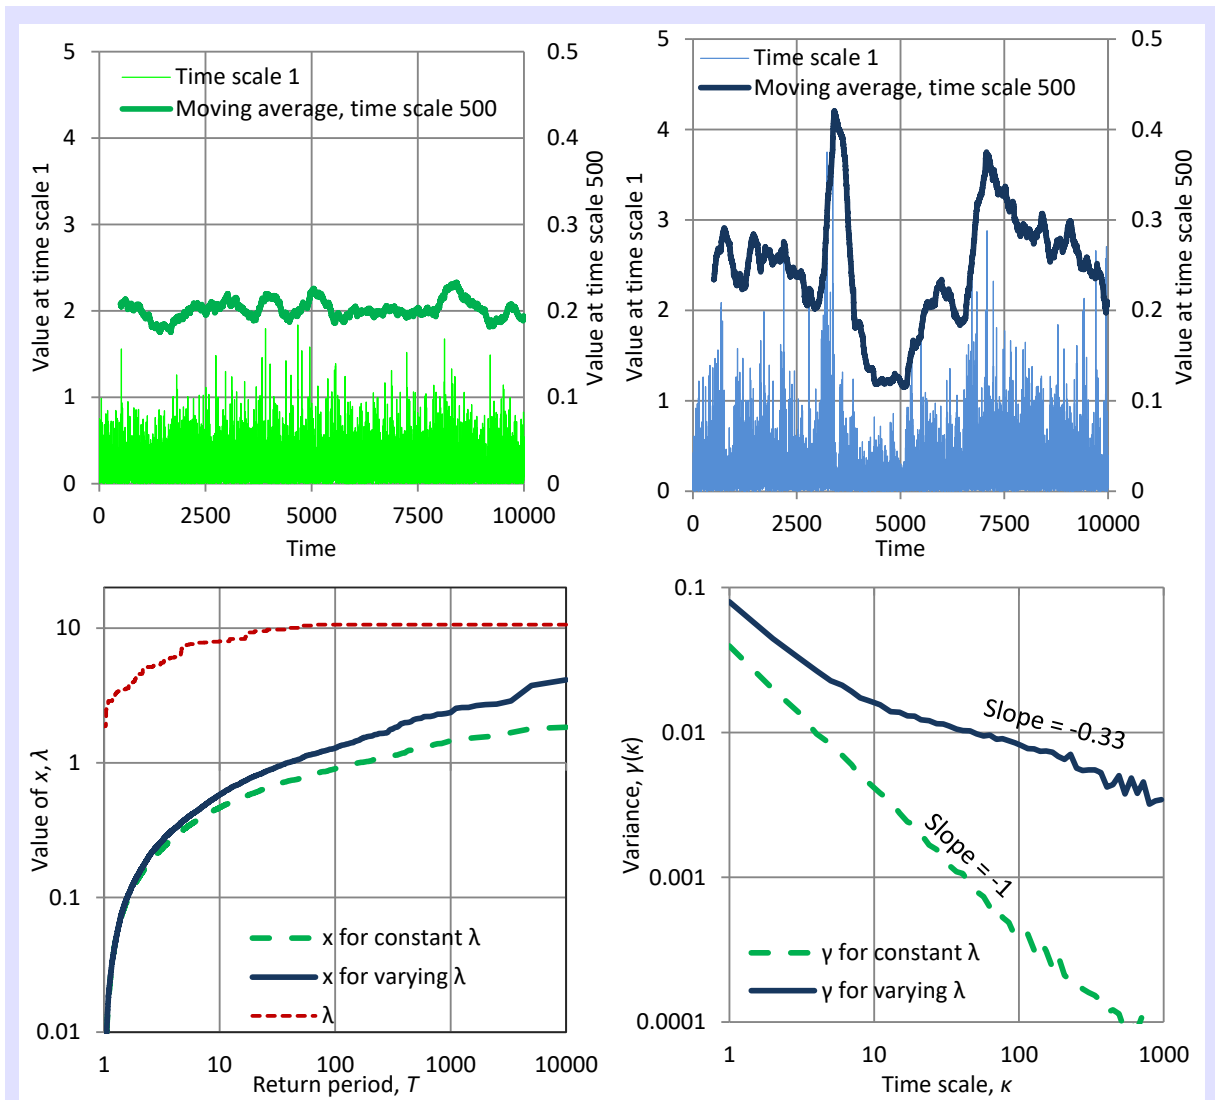 Time scale 1
Moving average, time scale 500
Value at time scale 1
5
4
3
2
1
0
0.5
0.4
0.3
0.2
0.1
0
Value at time scale 500
0 2500 5000 7500 10000
Time
Time scale 1
Moving average, time scale 500
Value at time scale 1
5
4
3
2
1
0
0.5
0.4
0.3
0.2
0.1
0
Value at time scale 500
0 2500 5000 7500 10000
Time
Value of x, λ
10
1
0.1
0.01
x for constant λ
x for varying λ
λ
1 10 100 1000 10000
Return period, T
Variance, γ(κ)
0.1
0.01
0.001
0.0001
Slope = -0.33
Slope = -1
γ for constant λ
γ for varying λ
1 10 100 1000
Time scale, κ